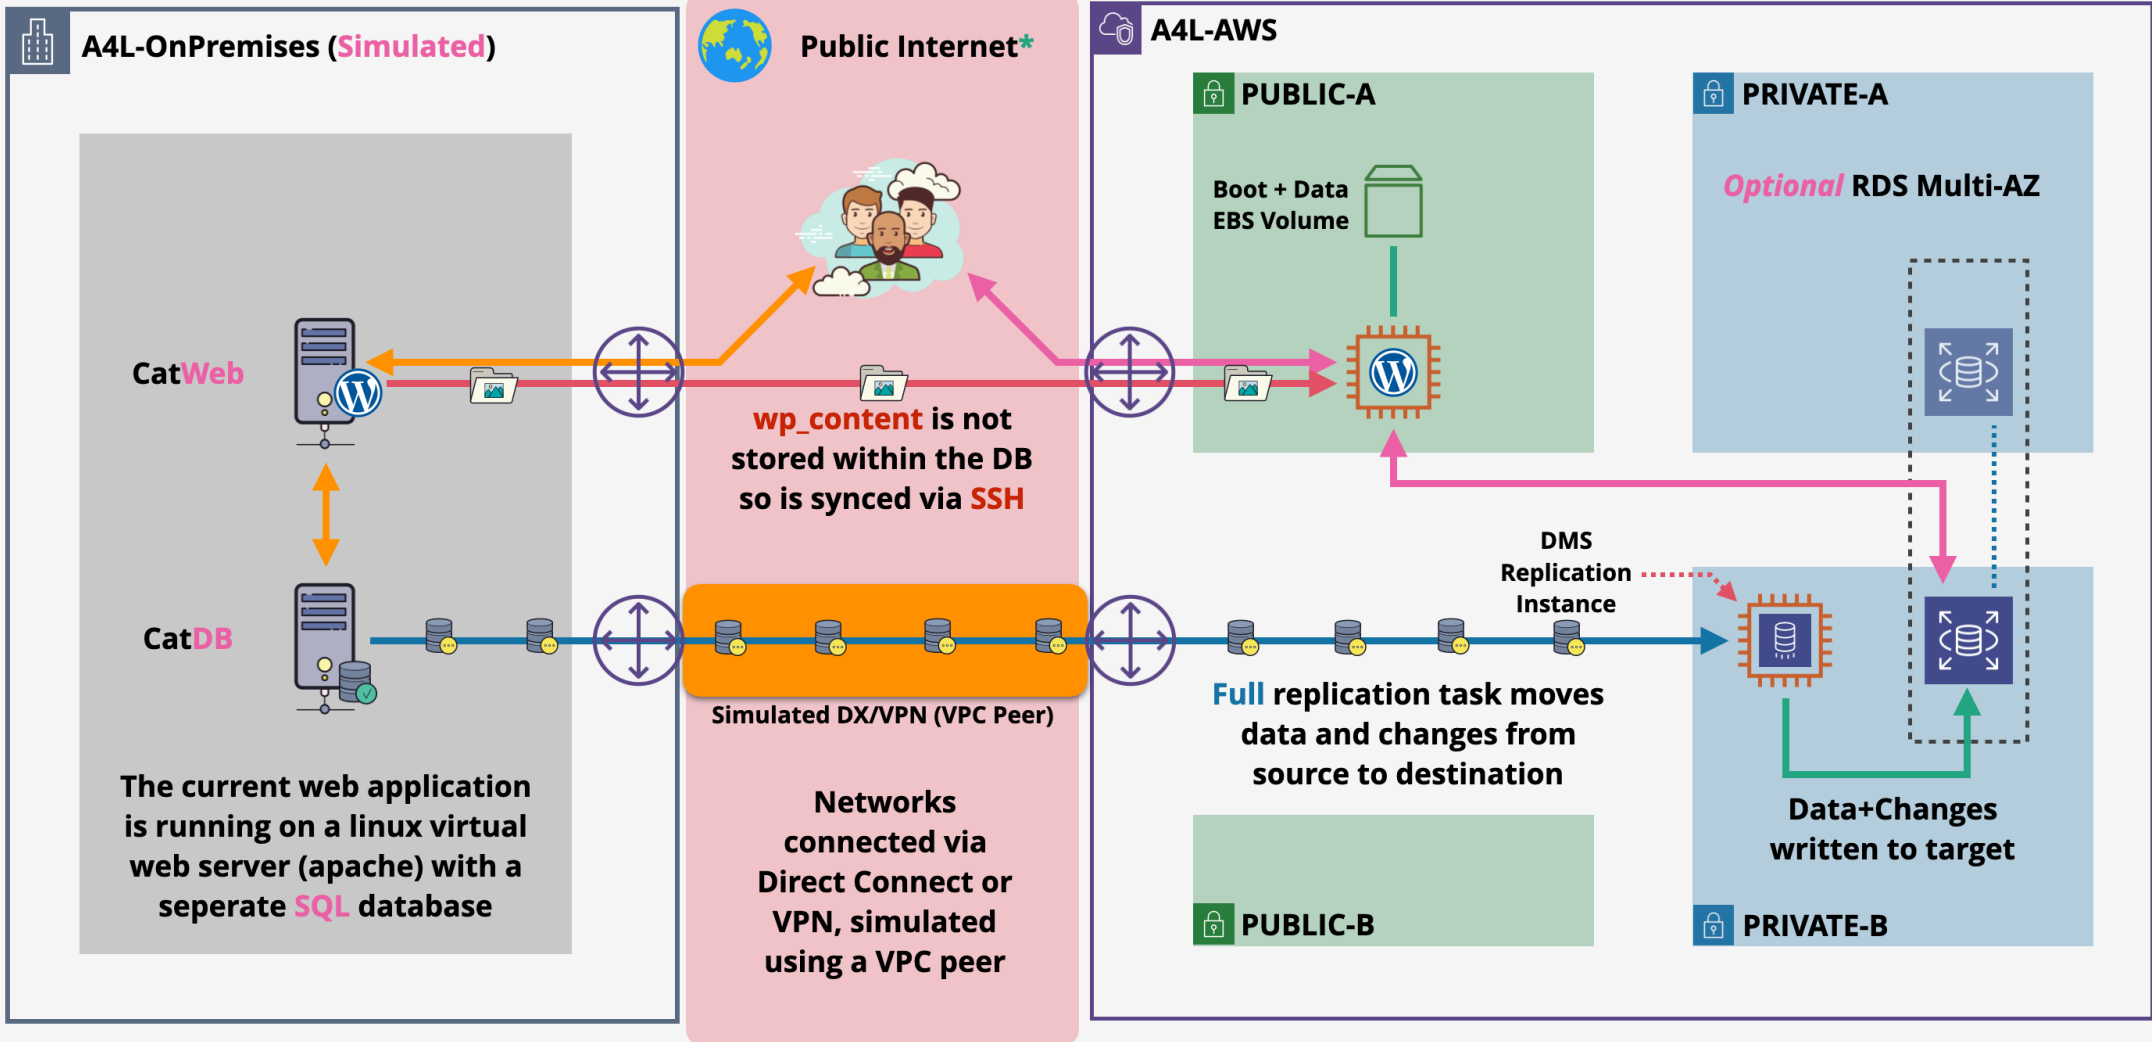 A4L-OnPremises (Simulated)
CatWeb
CatDB
The current web application
is running on a linux virtual
web server (apache) with a
seperate SQL database
Public Internet*
wp_content is not
stored within the DB
so is synced via SSH
Simulated DX/VPN (VPC Peer)
Networks
connected via
Direct Connect or
VPN, simulated
using a VPC peer
A4L-AWS
PUBLIC-A
Boot + Data
EBS Volume
PRIVATE-A
Optional RDS Multi-AZ
DMS
Replication
Instance
Full replication task moves
data and changes from
source to destination
Data+Changes
written to target
PUBLIC-B
PRIVATE-B